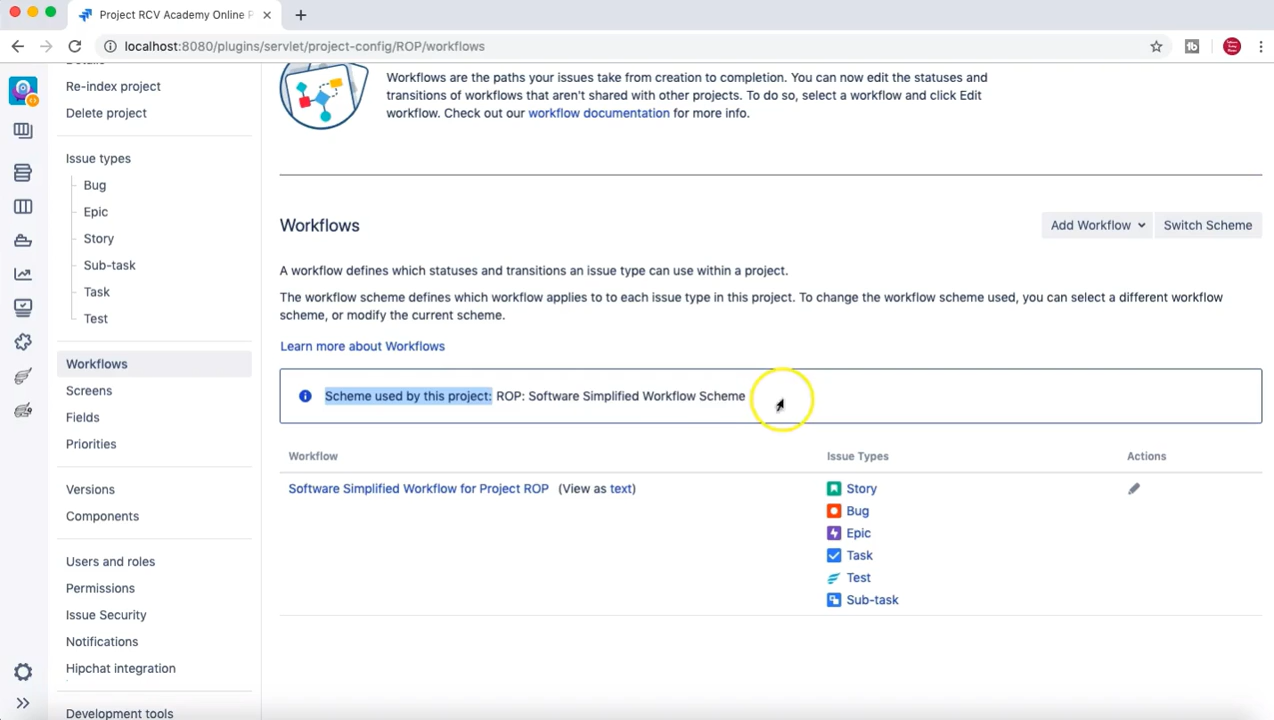 Project RCV Academy Online P
localhost:8080/plugins/servlet/project-config/ROP/workflows
Re-index project
Delete project
Issue types
Bug
Epic
Story
Sub-task
Task
Test
Workflows
Screens
Fields
Priorities
Versions
Components
Users and roles
Permissions
Issue Security
Notifications
Hipchat integration
Development tools
Workflows are the paths your issues take from creation to completion. You can now edit the statuses and
transitions of workflows that aren't shared with other projects. To do so, select a workflow and click Edit
workflow. Check out our workflow documentation for more info.
Workflows
Add Workflow
Switch Scheme
A workflow defines which statuses and transitions an issue type can use within a project.
The workflow scheme defines which workflow applies to to each issue type in this project. To change the workflow scheme used, you can select a different workflow
scheme, or modify the current scheme.
Learn more about Workflows
Scheme used by this project: ROP: Software Simplified Workflow Scheme
Workflow Issue Types Actions
Software Simplified Workflow for Project ROP (View as text)
Story
Bug
Epic
Task
Test
Sub-task